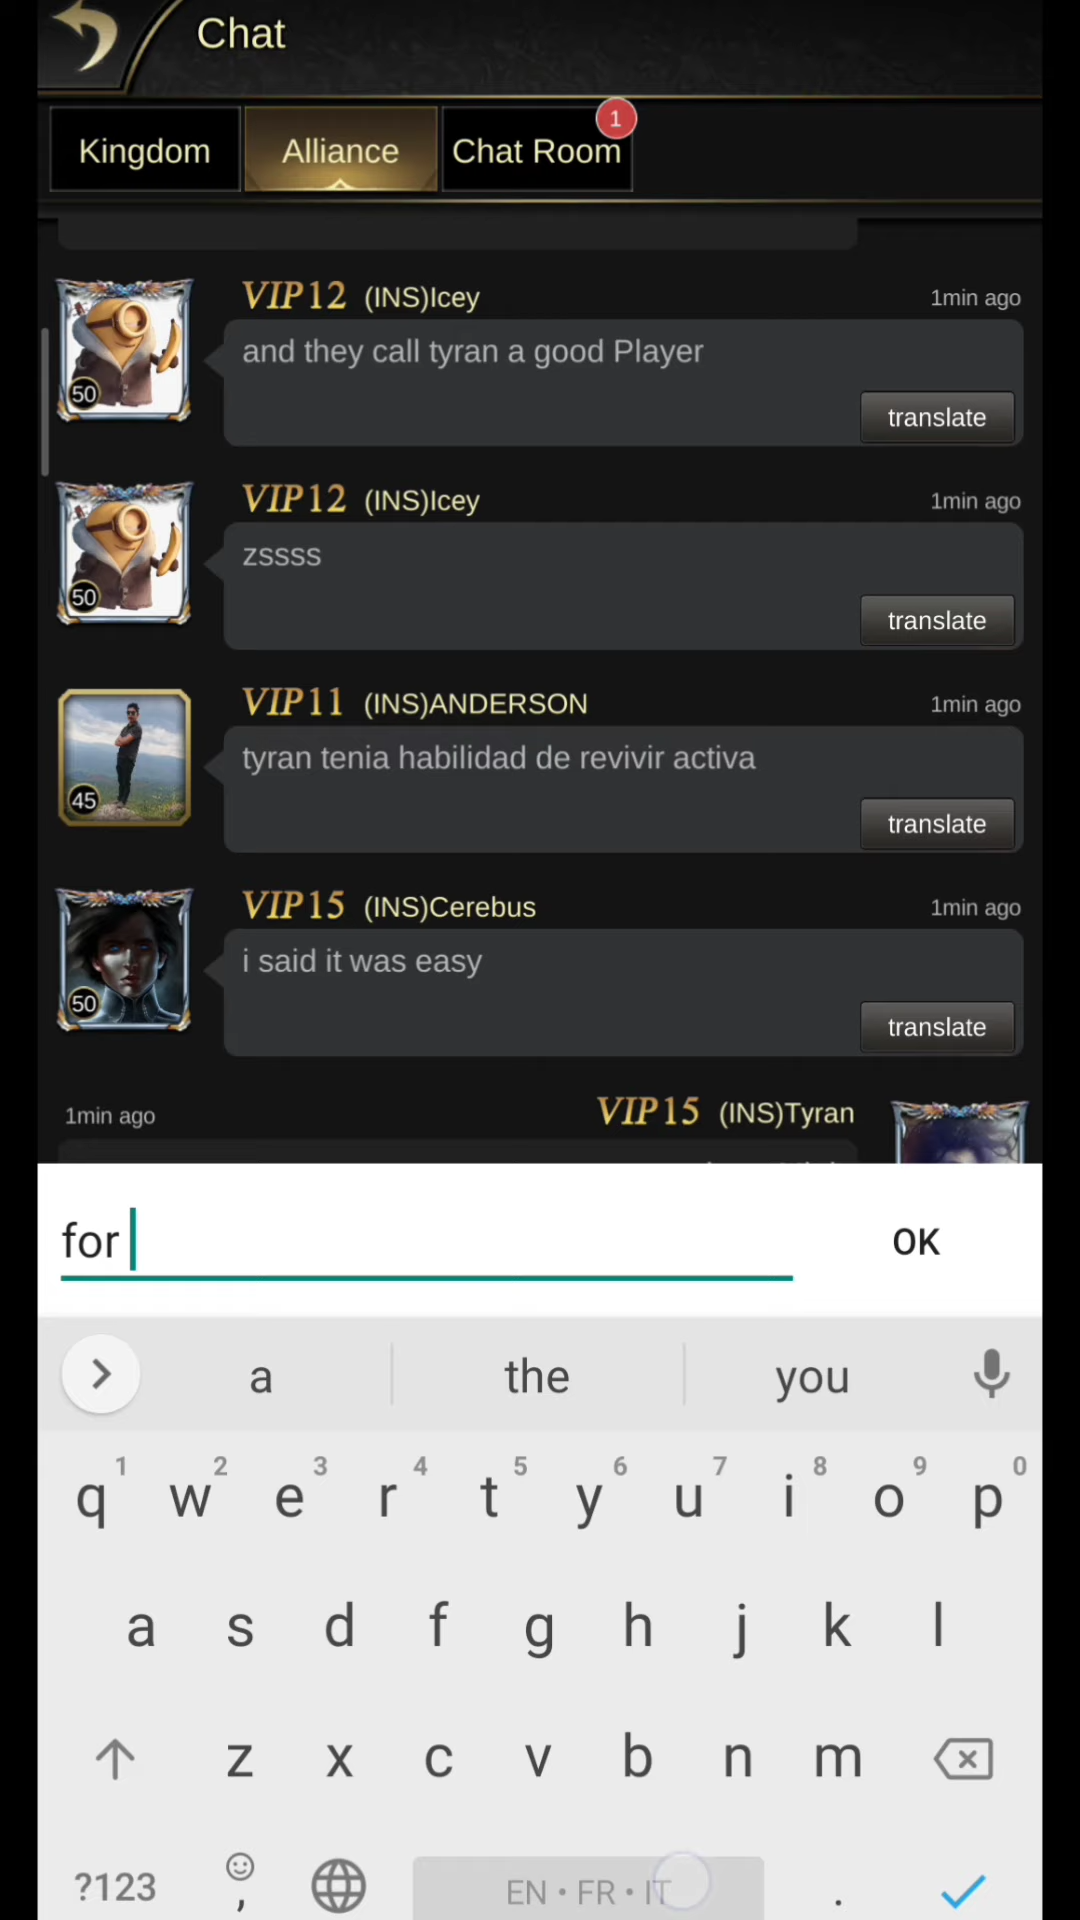 Chat
Kingdom
Alliance
Chat Room
1
VIP12 (INS)Icey 1min ago
and they call tyran a good Player
50
translate
VIP12 (INS)Icey 1min ago
zssss
50
translate
VIP11 (INS)ANDERSON 1min ago
tyran tenia habilidad de revivir activa
45
translate
VIP15 (INS)Cerebus 1min ago
i said it was easy
50
translate
1min ago VIP15 (INS)Tyran
for
OK
a the you
1 2 3 4 5 6 7 8 9 0
q w e r t y u i o p
a s d f g h j k l
z x c v b n m
?123 , EN • FR • IT .